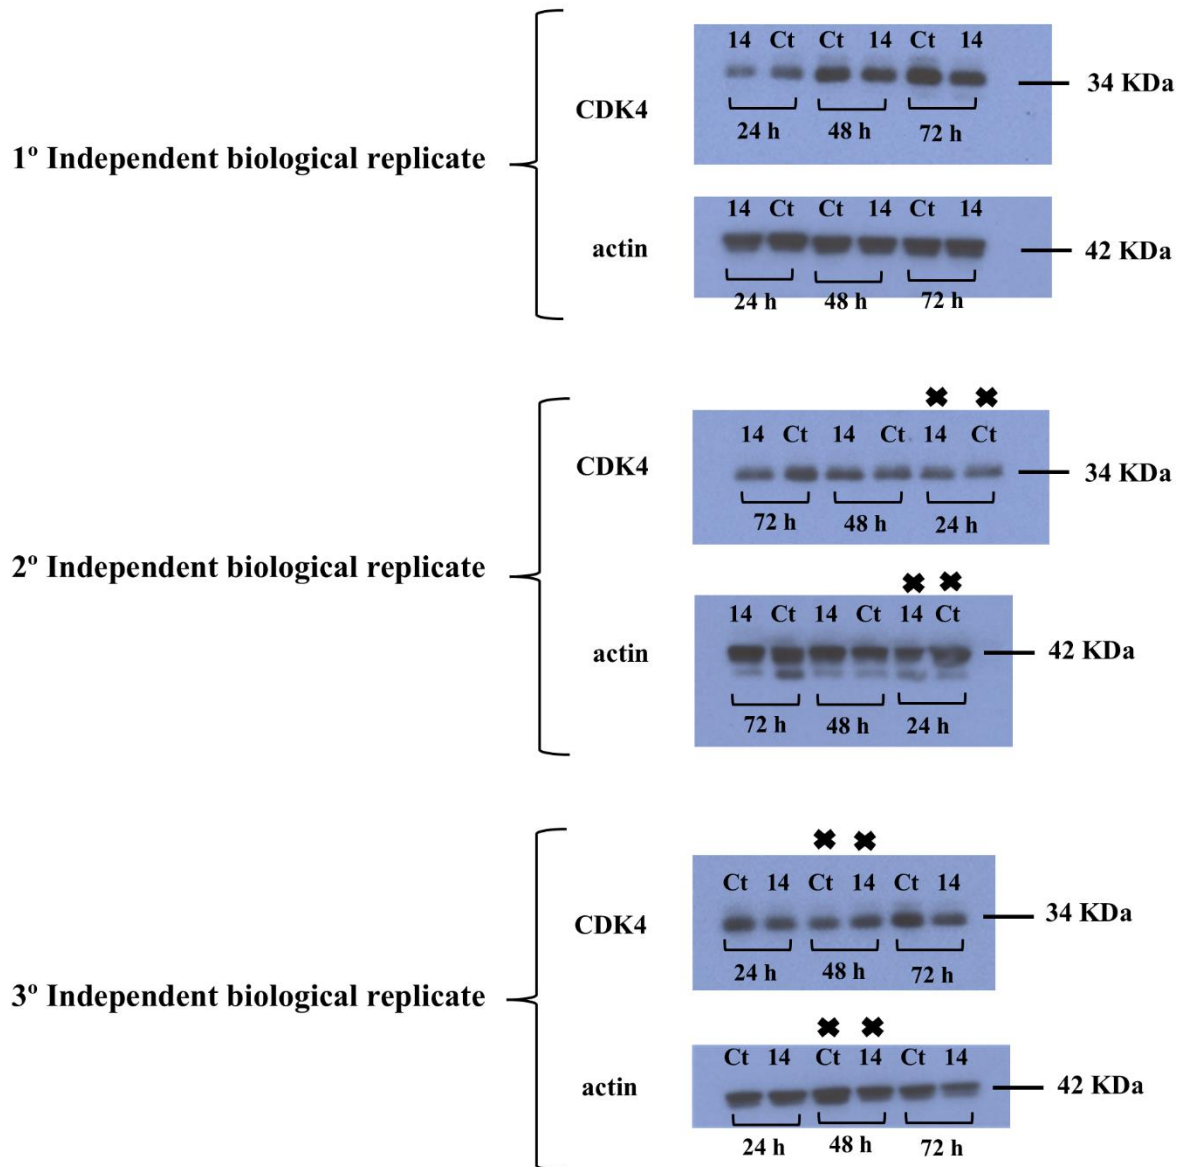 14 Ct Ct 14 Ct 14
34 KDa
CDK4
24 h 48 h 72 h
1º Independent biological replicate
14 Ct Ct 14 Ct 14
actin
42 KDa
24 h 48 h 72 h
✖ ✖
14 Ct 14 Ct 14 Ct
CDK4
34 KDa
72 h 48 h 24 h
2º Independent biological replicate
✖ ✖
14 Ct 14 Ct 14 Ct
actin
42 KDa
72 h 48 h 24 h
✖ ✖
Ct 14 Ct 14 Ct 14
CDK4
34 KDa
24 h 48 h 72 h
3º Independent biological replicate
✖ ✖
Ct 14 Ct 14 Ct 14
actin
42 KDa
24 h 48 h 72 h